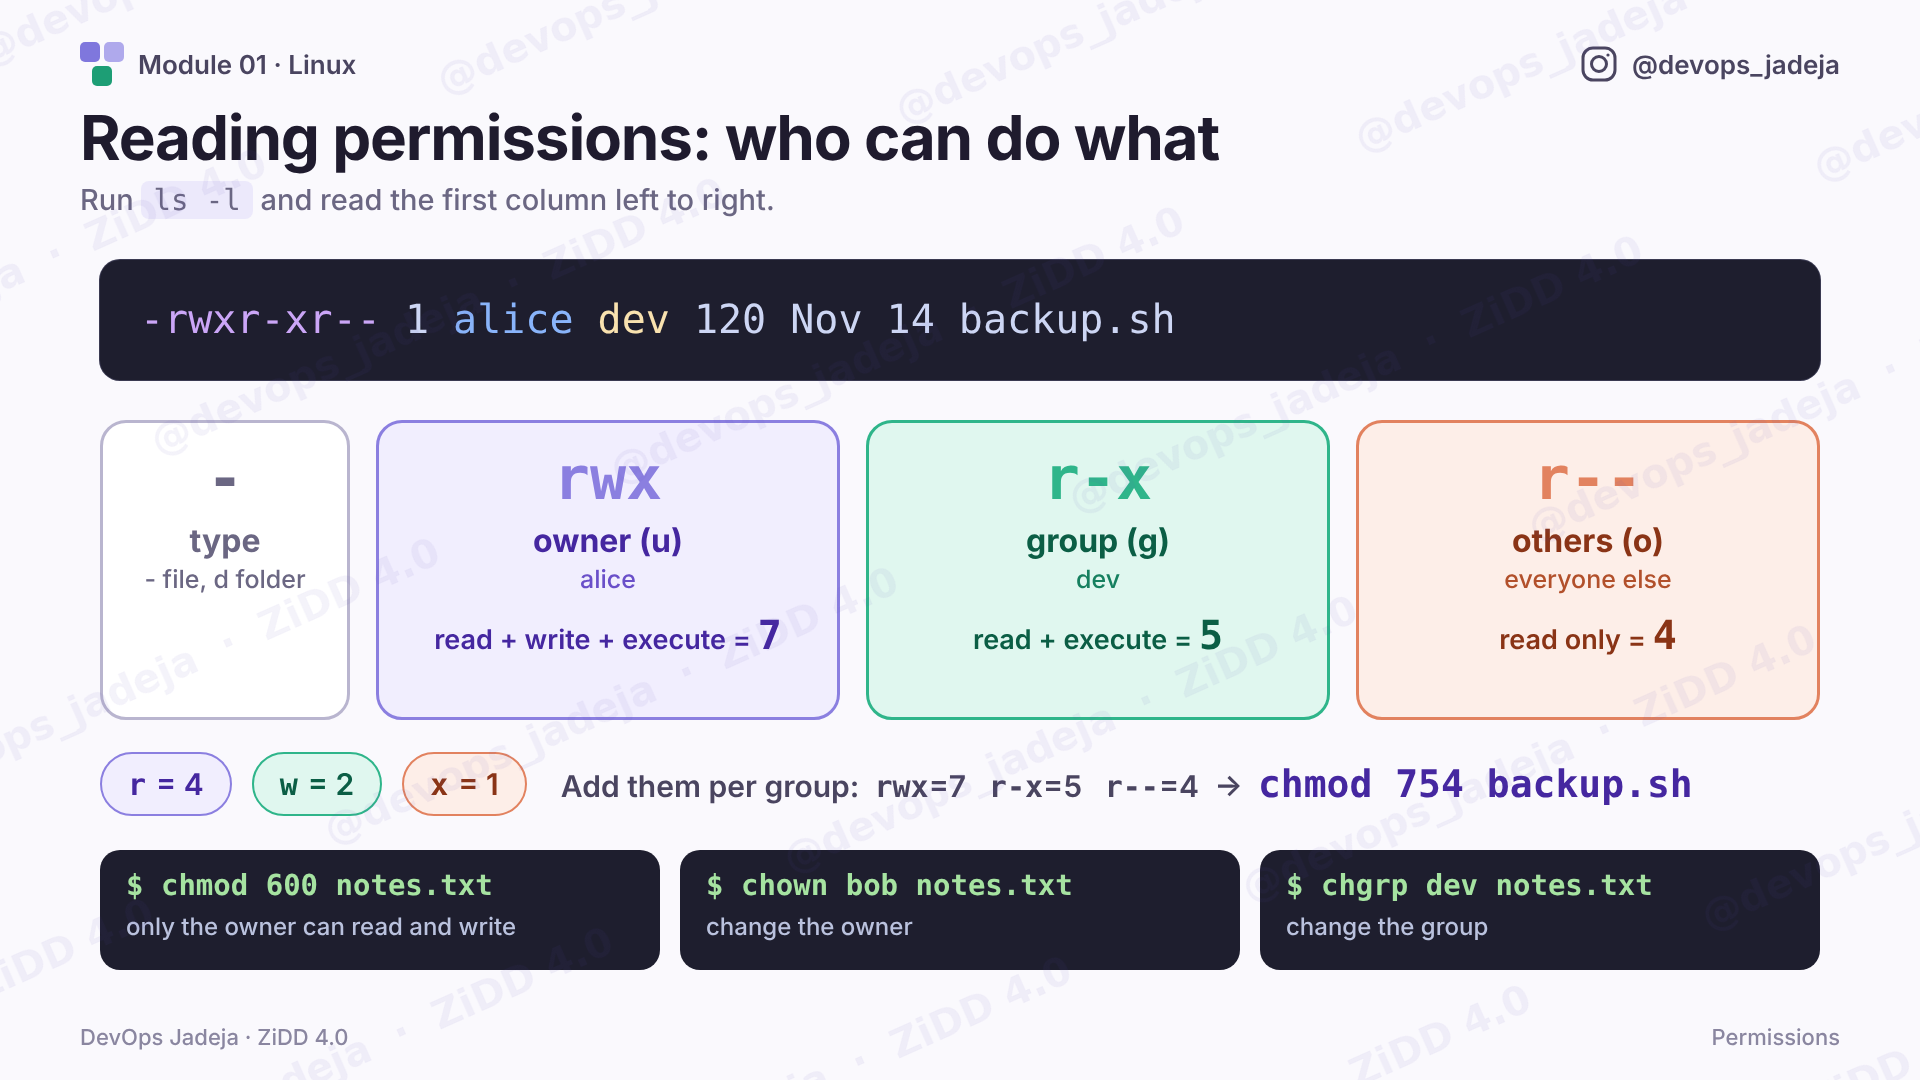 Module 01 · Linux
@devops_jadeja
Reading permissions: who can do what
Run ls -l and read the first column left to right.
-rwxr-xr-- 1 alice dev 120 Nov 14 backup.sh
-
type
- file, d folder
rwx
owner (u)
alice
read + write + execute = 7
r-x
group (g)
dev
read + execute = 5
r--
others (o)
everyone else
read only = 4
r = 4
w = 2
x = 1
Add them per group: rwx=7 r-x=5 r--=4 → chmod 754 backup.sh
$ chmod 600 notes.txt
only the owner can read and write
$ chown bob notes.txt
change the owner
$ chgrp dev notes.txt
change the group
DevOps Jadeja · ZiDD 4.0
Permissions
@devops_jadeja · ZiDD 4.0